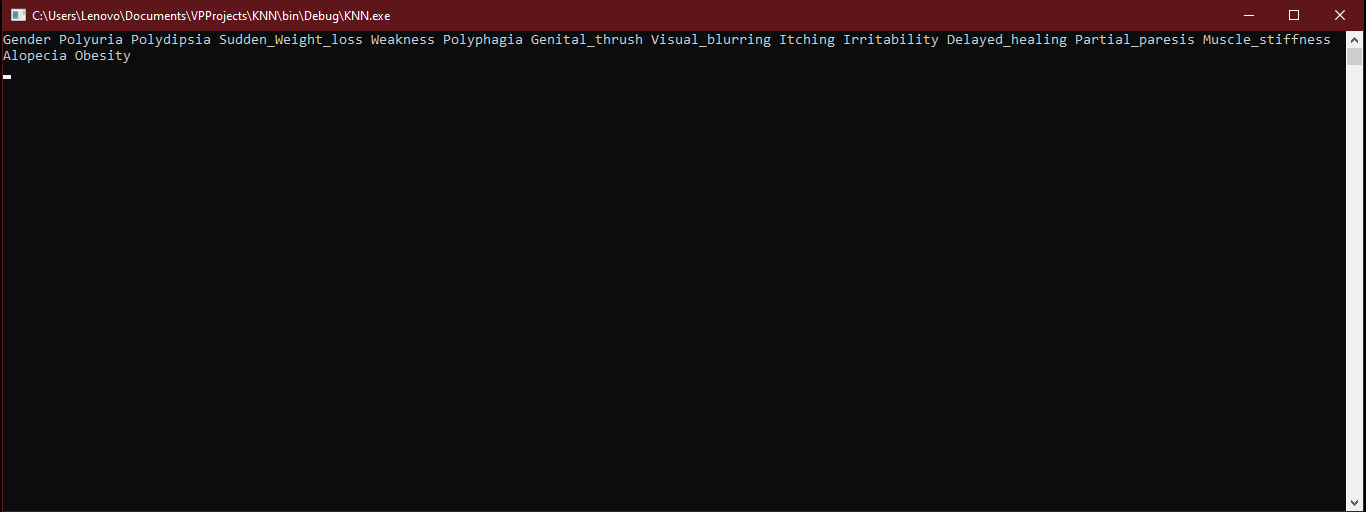 C:\Users\Lenovo\Documents\VPProjects\KNN\bin\Debug\KNN.exe
Gender Polyuria Polydipsia Sudden_Weight_loss Weakness Polyphagia Genital_thrush Visual_blurring Itching Irritability Delayed_healing Partial_paresis Muscle_stiffness
Alopecia Obesity